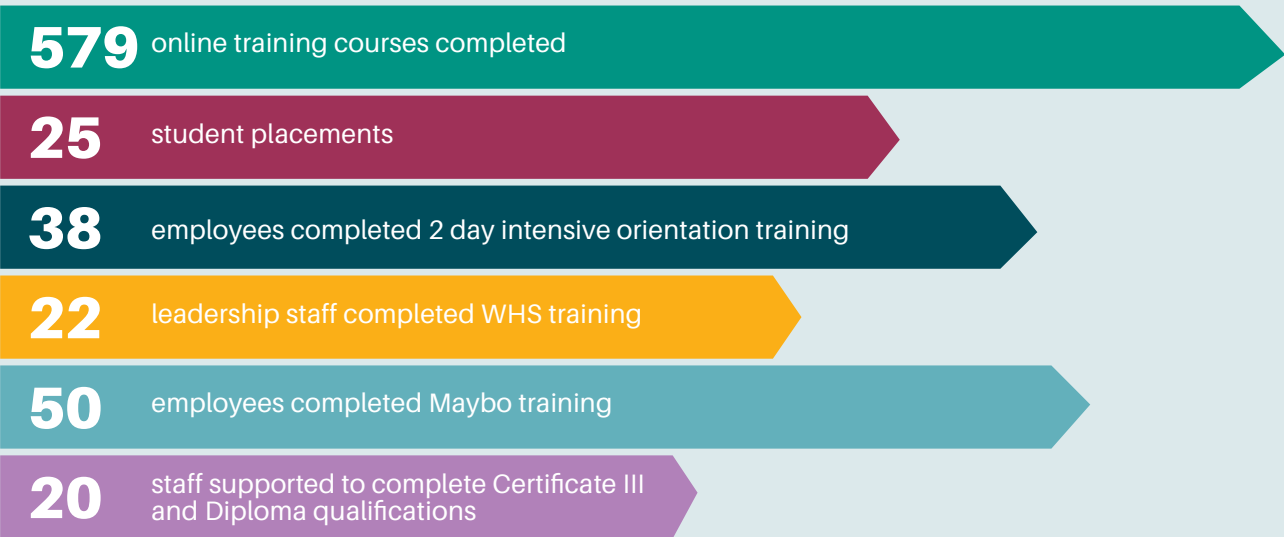 579 online training courses completed
25 student placements
38 employees completed 2 day intensive orientation training
22 leadership staff completed WHS training
50 employees completed Maybo training
20 staff supported to complete Certificate III
and Diploma qualifications